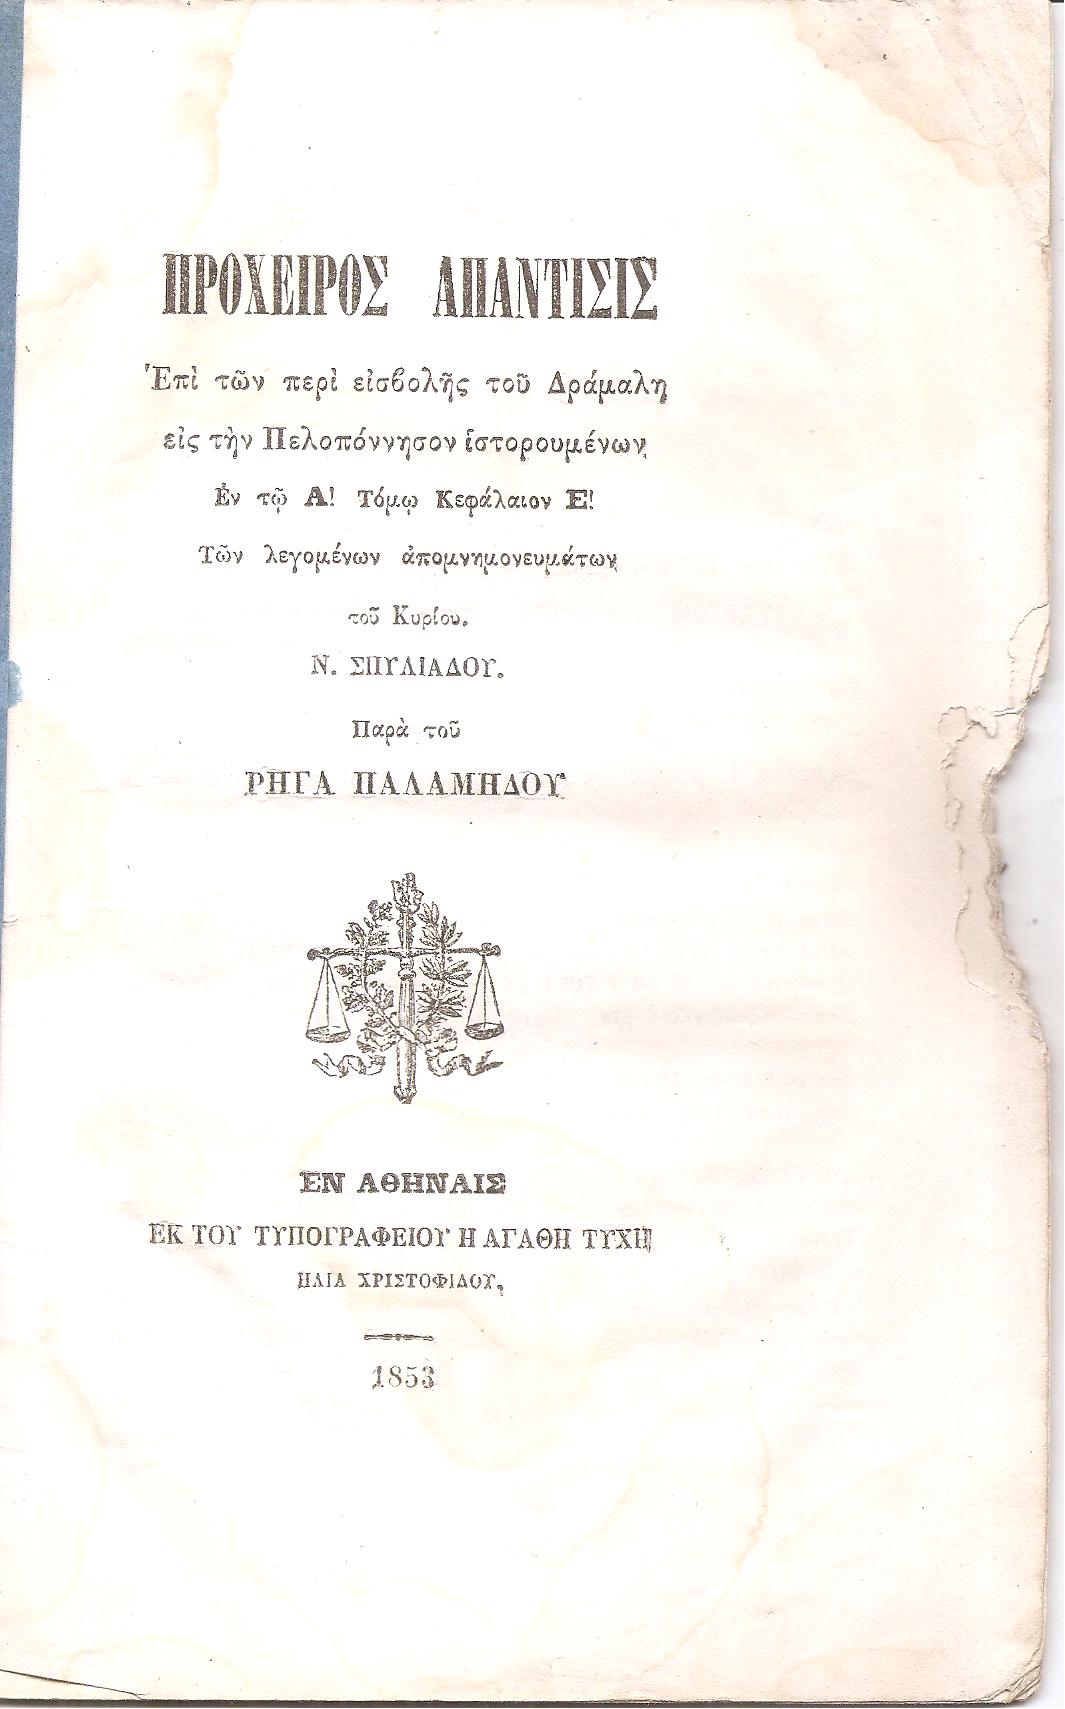 ΠΡΟΧΕΙΡΟΣ ΑΠΑΝΤΙΣΙΣ
Ἐπὶ τῶν περὶ εἰσβολῆς τοῦ Δράμαλη
εἰς τὴν Πελοπόννησον ἱστορουμένων,
Ἐν τῷ Α! Τόμῳ Κεφάλαιον Ε!
Τῶν λεγομένων ἀπομνημονευμάτων,
τοῦ Κυρίου.
Ν. ΣΠΥΛΙΑΔΟΥ.
Παρὰ τοῦ
ΡΗΓΑ ΠΑΛΑΜΗΔΟΥ
ΕΝ ΑΘΗΝΑΙΣ
ΕΚ ΤΟΥ ΤΥΠΟΓΡΑΦΕΙΟΥ Η ΑΓΑΘΗ ΤΥΧΗ
ΗΛΙΑ ΧΡΙΣΤΟΦΙΔΟΥ,
1853